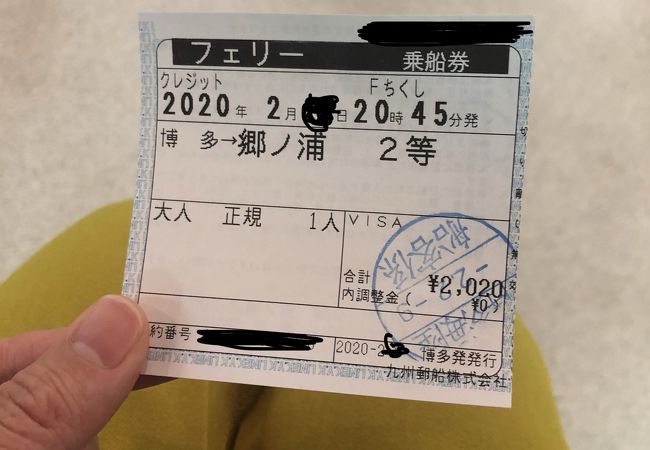 フェリー 乗船券
クレジット Fちくし
2020年 2月 日 20時45分発
博 多→郷ノ浦 2等
大人 正規 1人 VISA
合計 ¥2,020
内調整金( ¥0)
約番号
2020-2 博多発発行
九州郵船株式会社